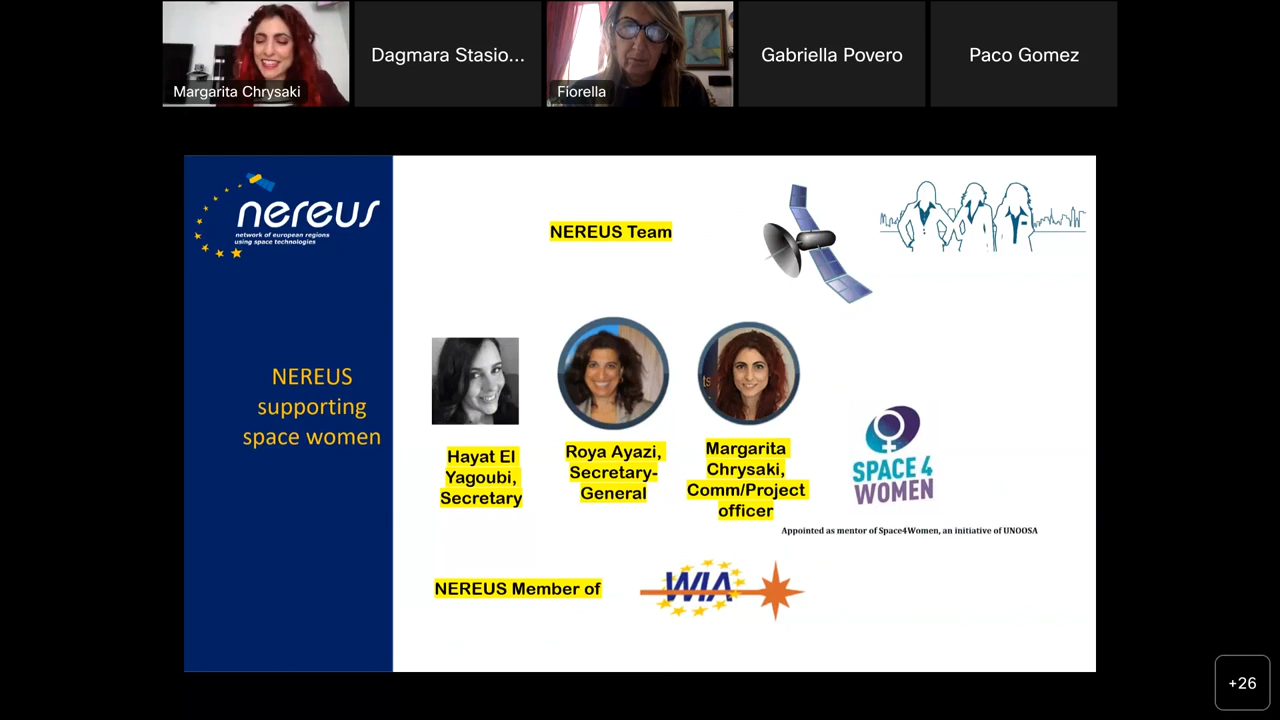 Margarita Chrysaki
Dagmara Stasio...
Fiorella
Gabriella Povero
Paco Gomez
nereus
network of european regions
using space technologies
NEREUS
supporting
space women
NEREUS Team
Hayat El
Yagoubi,
Secretary
Roya Ayazi,
Secretary-
General
Margarita
Chrysaki,
Comm/Project
officer
SPACE 4
WOMEN
Appointed as mentor of Space4Women, an initiative of UNOOSA
NEREUS Member of
WIA
+26